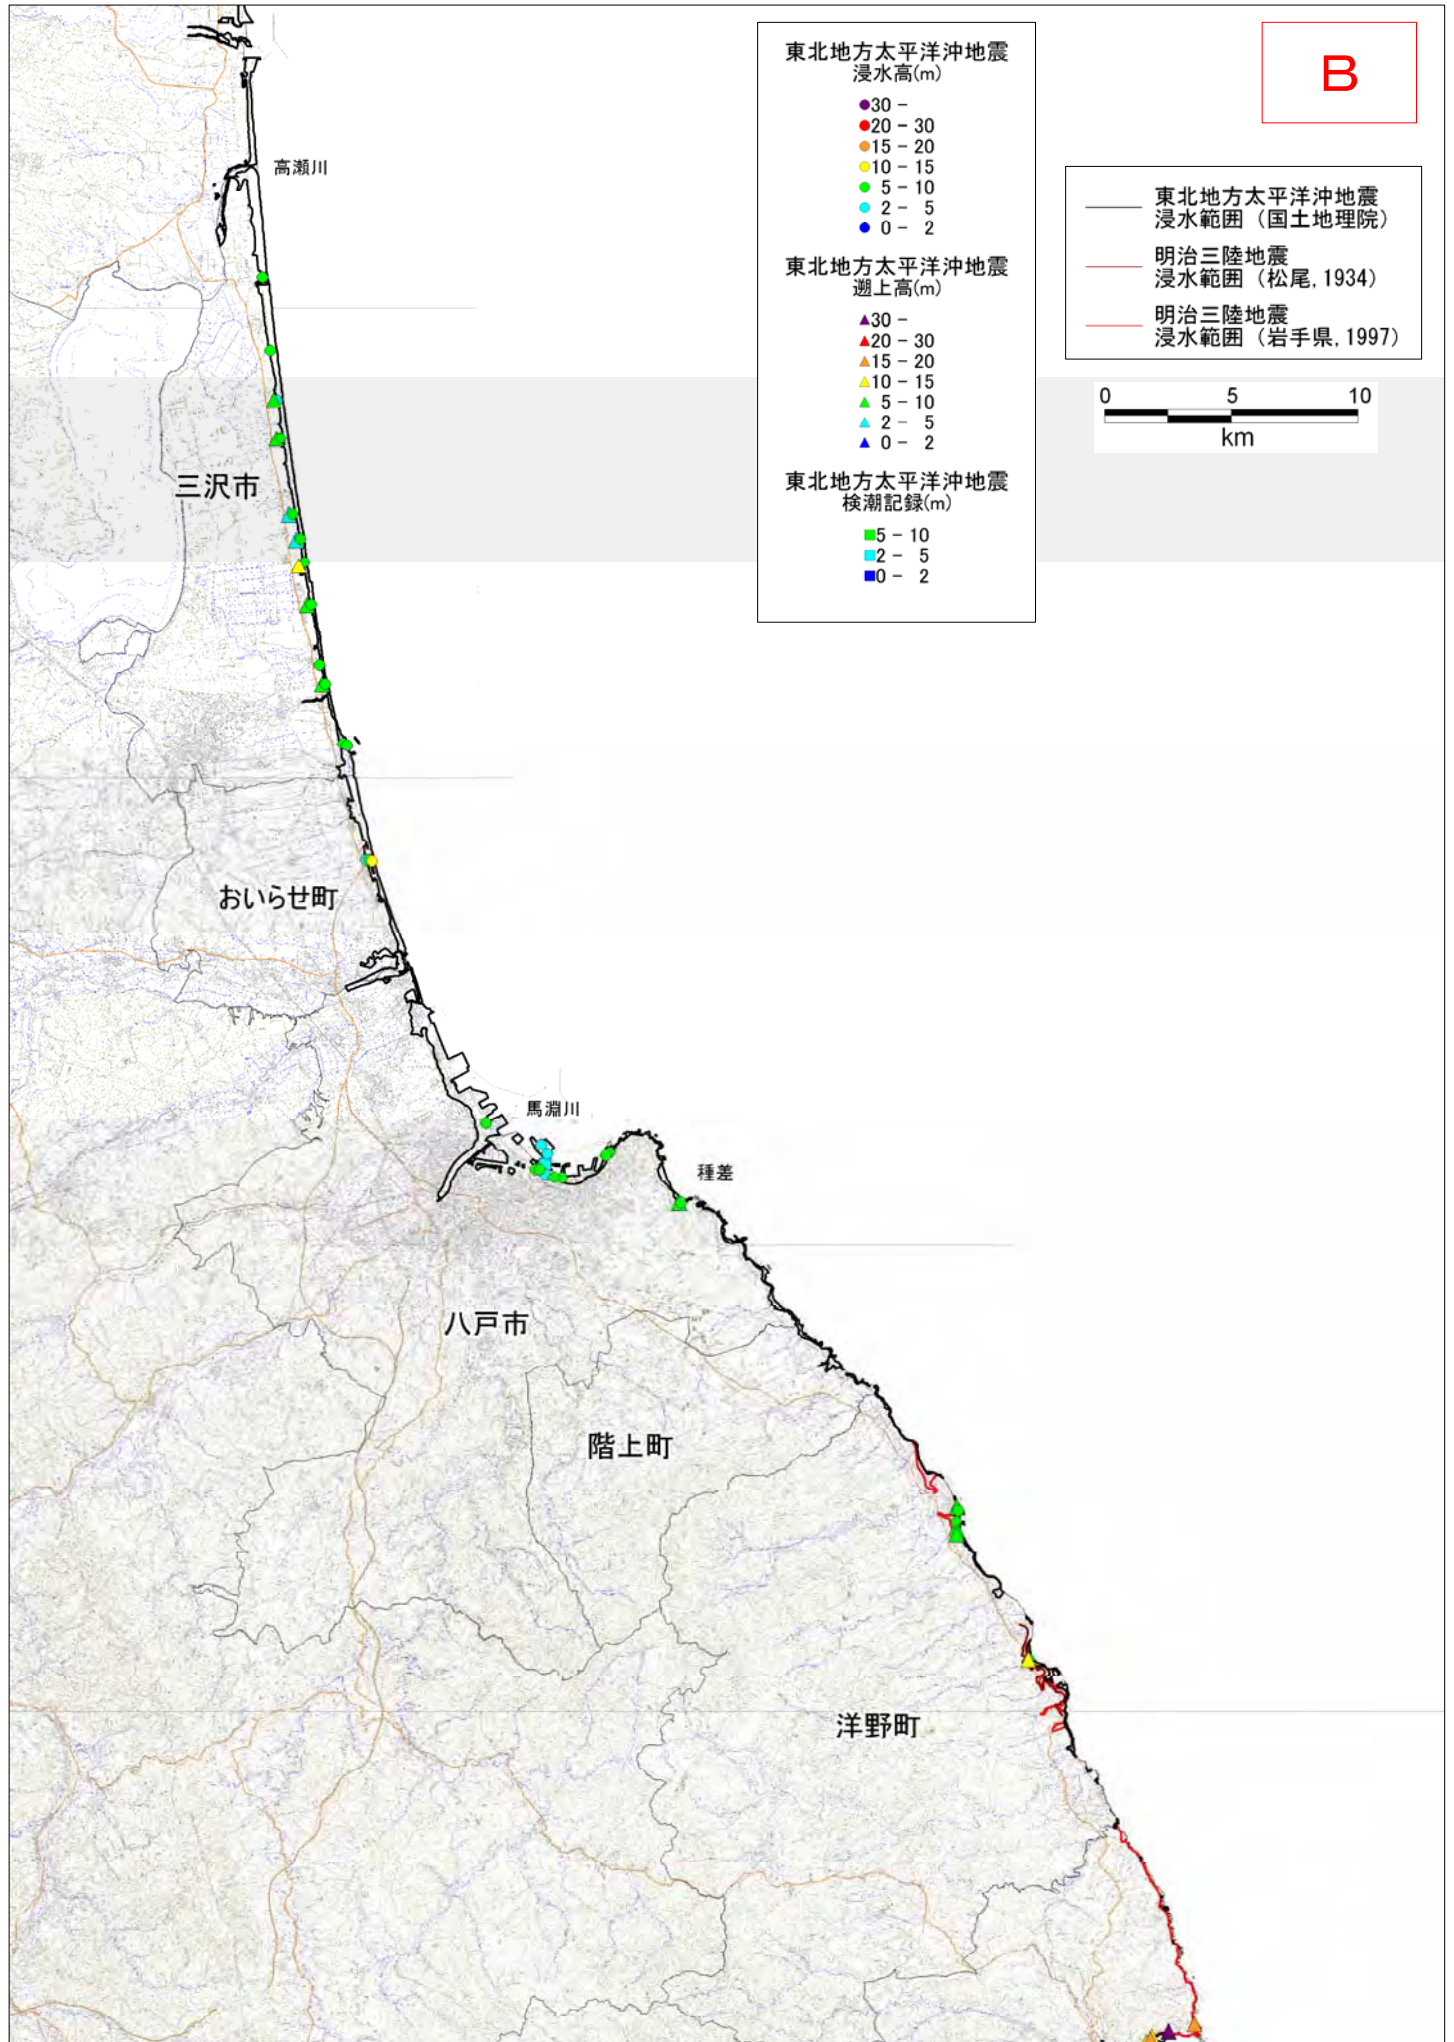 東北地方太平洋沖地震
浸水高(m)
30 -
20 - 30
15 - 20
10 - 15
5 - 10
2 - 5
0 - 2
東北地方太平洋沖地震
遡上高(m)
30 -
20 - 30
15 - 20
10 - 15
5 - 10
2 - 5
0 - 2
東北地方太平洋沖地震
検潮記録(m)
5 - 10
2 - 5
0 - 2
B
東北地方太平洋沖地震
浸水範囲（国土地理院）
明治三陸地震
浸水範囲（松尾, 1934）
明治三陸地震
浸水範囲（岩手県, 1997）
0 5 10
km
高瀬川
三沢市
おいらせ町
馬淵川
種差
八戸市
階上町
洋野町